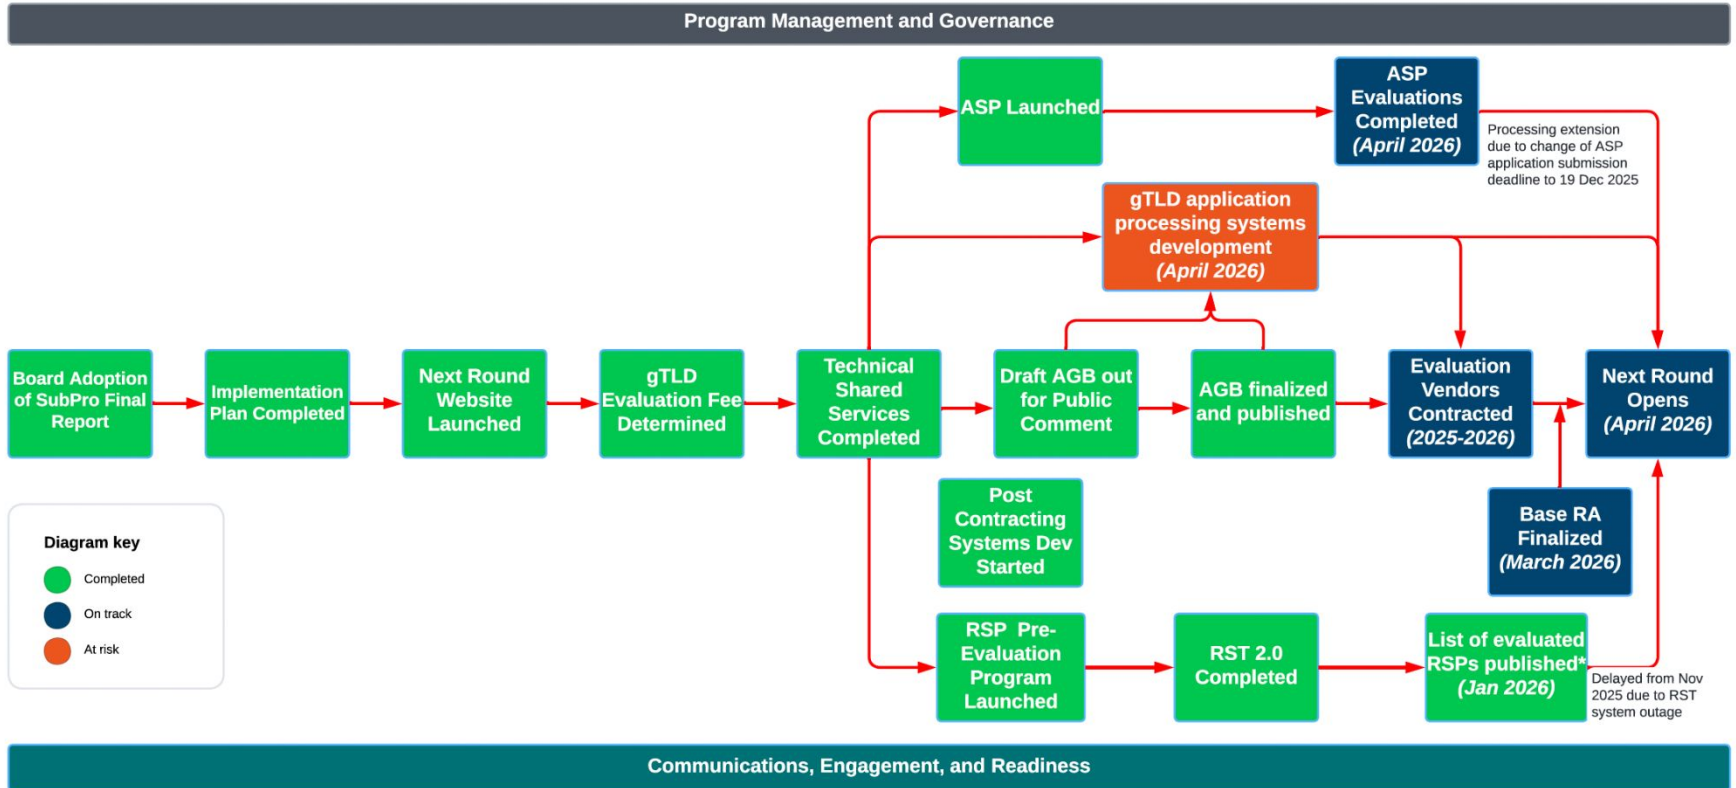 Program Management and Governance
ASP Launched
ASP
Evaluations
Completed
(April 2026)
Processing extension
due to change of ASP
application submission
deadline to 19 Dec 2025
gTLD application
processing systems
development
(April 2026)
Board Adoption
of SubPro Final
Report
Implementation
Plan Completed
Next Round
Website
Launched
gTLD
Evaluation Fee
Determined
Technical
Shared
Services
Completed
Draft AGB out
for Public
Comment
AGB finalized
and published
Evaluation
Vendors
Contracted
(2025-2026)
Next Round
Opens
(April 2026)
Post
Contracting
Systems Dev
Started
Base RA
Finalized
(March 2026)
Diagram key
Completed
On track
At risk
RSP Pre-
Evaluation
Program
Launched
RST 2.0
Completed
List of evaluated
RSPs published*
(Jan 2026)
Delayed from Nov
2025 due to RST
system outage
Communications, Engagement, and Readiness